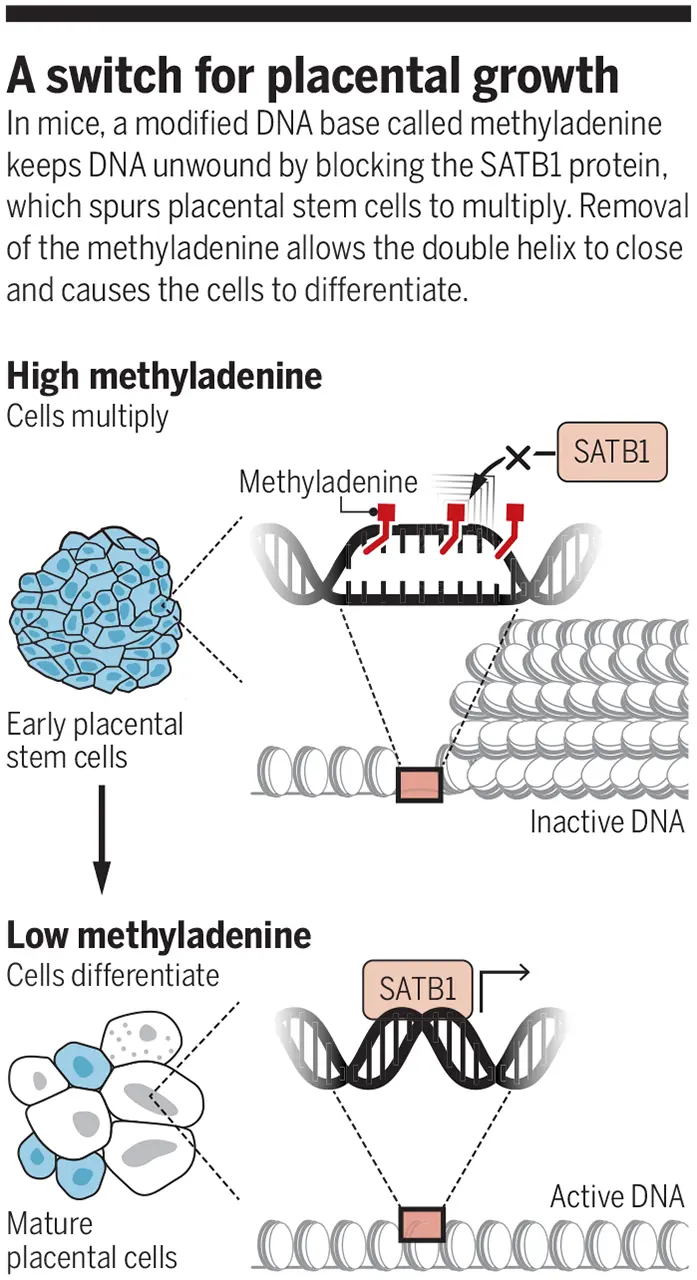 A switch for placental growth
In mice, a modified DNA base called methyladenine
keeps DNA unwound by blocking the SATB1 protein,
which spurs placental stem cells to multiply. Removal
of the methyladenine allows the double helix to close
and causes the cells to differentiate.
High methyladenine
Cells multiply
SATB1
Methyladenine
Early placental
stem cells
Inactive DNA
Low methyladenine
Cells differentiate
SATB1
Active DNA
Mature
placental cells